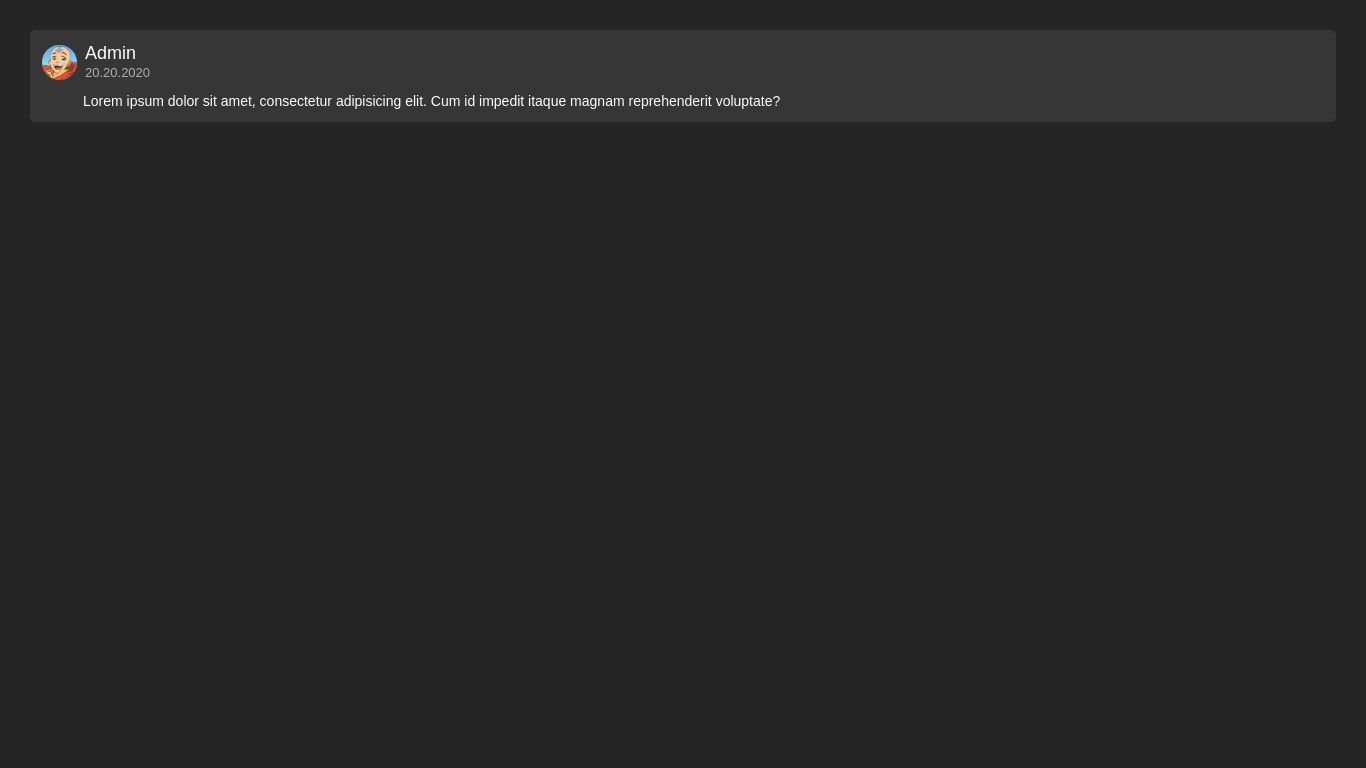 Admin
20.20.2020
Lorem ipsum dolor sit amet, consectetur adipisicing elit. Cum id impedit itaque magnam reprehenderit voluptate?